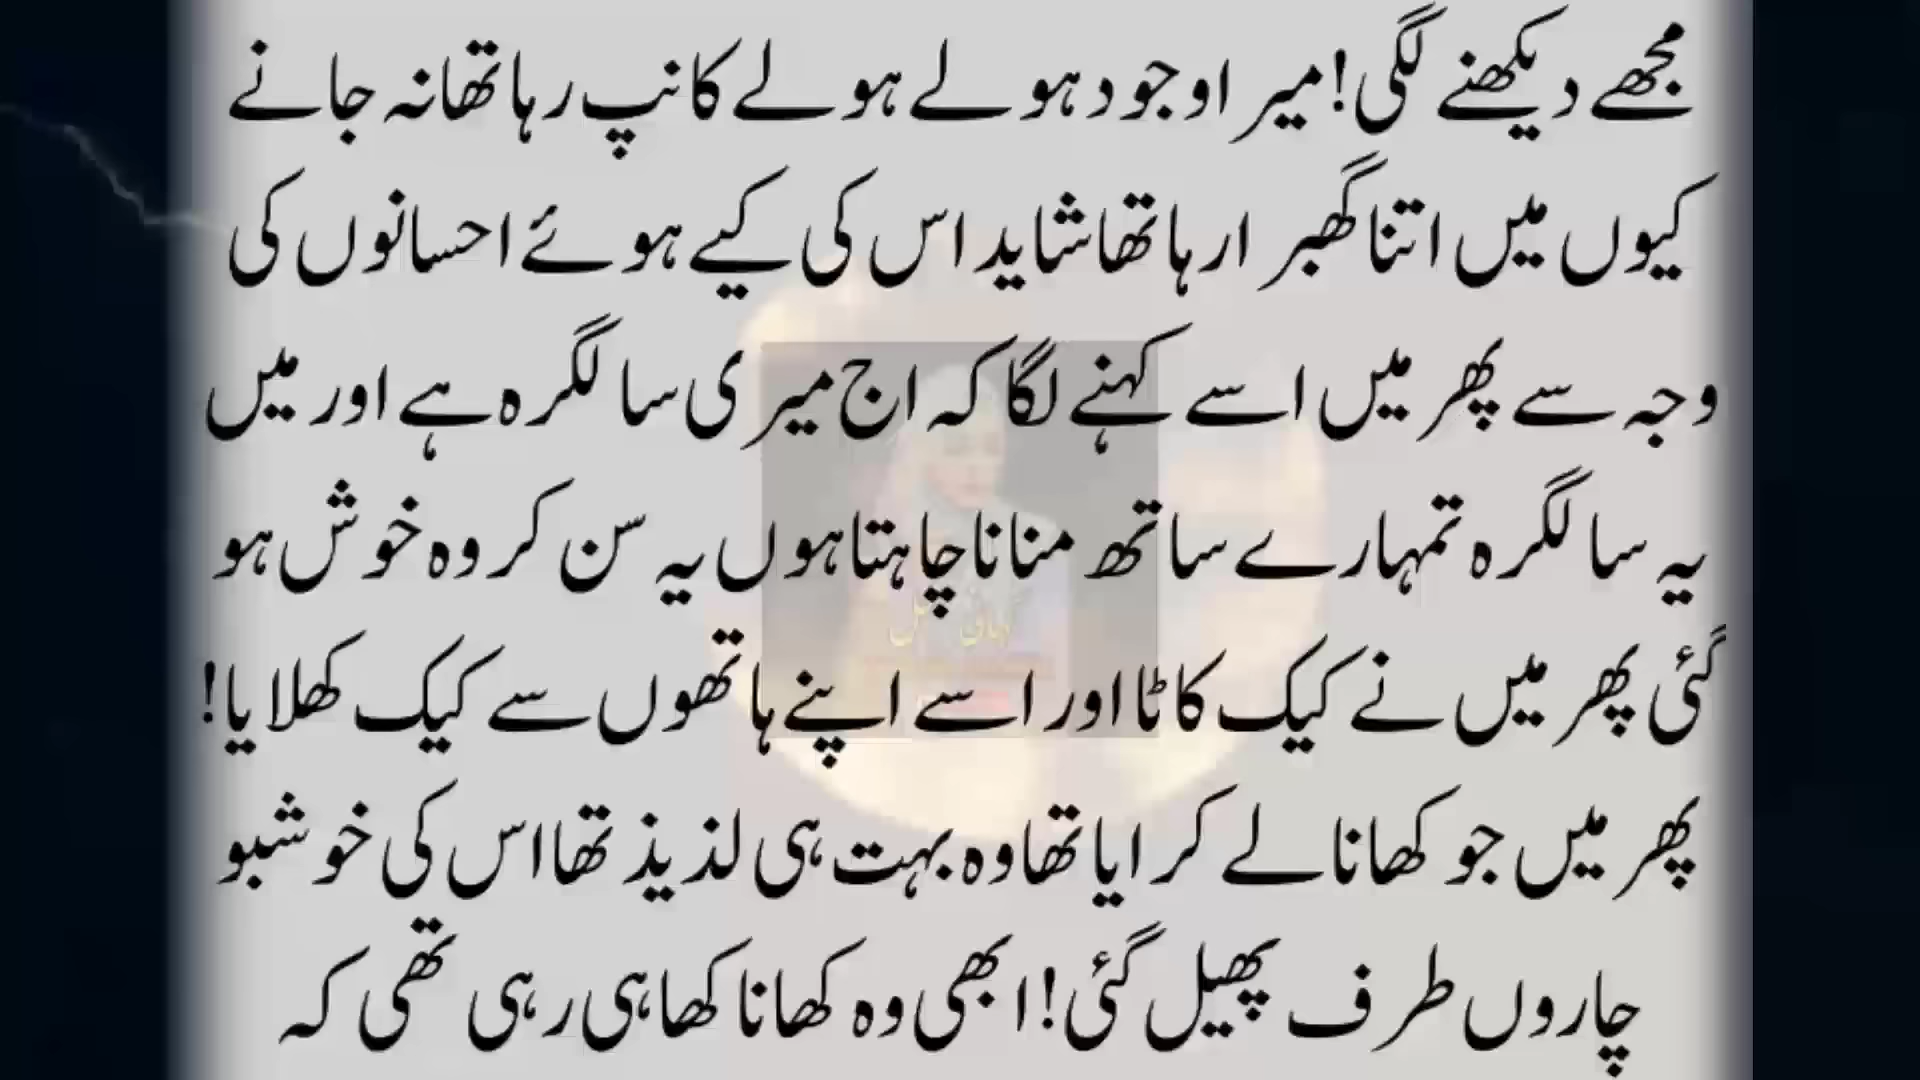 مجھے دیکھنے لگی! میرا وجود ہولے ہولے کانپ رہا تھا نہ جانے
کیوں میں اتنا گھبرا رہا تھا شاید اس کی کیے ہوئے احسانوں کی
وجہ سے پھر میں اسے کہنے لگا کہ اج میری سالگرہ ہے اور میں
یہ سالگرہ تمہارے ساتھ منانا چاہتا ہوں یہ سن کر وہ خوش ہو
گئی پھر میں نے کیک کاٹا اور اسے اپنے ہاتھوں سے کیک کھلایا!
پھر میں جو کھانا لے کر ایا تھا وہ بہت ہی لذیذ تھا اس کی خوشبو
چاروں طرف پھیل گئی! ابھی وہ کھانا کھا ہی رہی تھی کہ